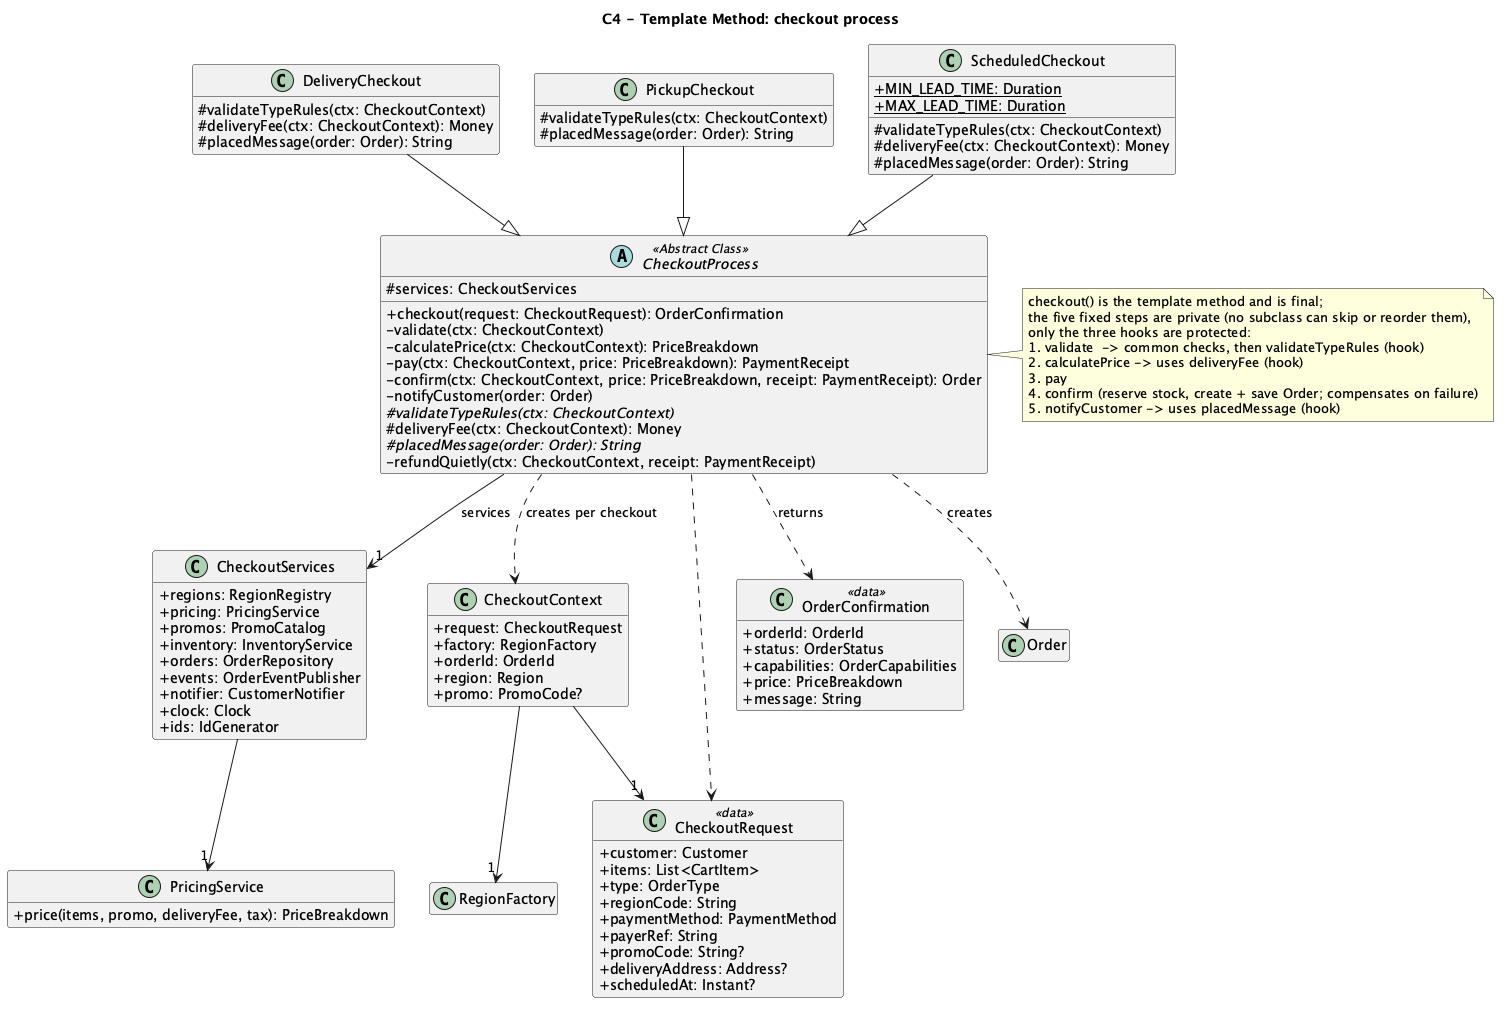 C4 – Template Method: checkout process
C DeliveryCheckout
#validateTypeRules(ctx: CheckoutContext)
#deliveryFee(ctx: CheckoutContext): Money
#placedMessage(order: Order): String
C PickupCheckout
#validateTypeRules(ctx: CheckoutContext)
#placedMessage(order: Order): String
C ScheduledCheckout
+MIN_LEAD_TIME: Duration
+MAX_LEAD_TIME: Duration
#validateTypeRules(ctx: CheckoutContext)
#deliveryFee(ctx: CheckoutContext): Money
#placedMessage(order: Order): String
A
«Abstract Class»
CheckoutProcess
#services: CheckoutServices
+checkout(request: CheckoutRequest): OrderConfirmation
−validate(ctx: CheckoutContext)
−calculatePrice(ctx: CheckoutContext): PriceBreakdown
−pay(ctx: CheckoutContext, price: PriceBreakdown): PaymentReceipt
−confirm(ctx: CheckoutContext, price: PriceBreakdown, receipt: PaymentReceipt): Order
−notifyCustomer(order: Order)
#validateTypeRules(ctx: CheckoutContext)
#deliveryFee(ctx: CheckoutContext): Money
#placedMessage(order: Order): String
−refundQuietly(ctx: CheckoutContext, receipt: PaymentReceipt)
checkout() is the template method and is final;
the five fixed steps are private (no subclass can skip or reorder them),
only the three hooks are protected:
1. validate  -> common checks, then validateTypeRules (hook)
2. calculatePrice -> uses deliveryFee (hook)
3. pay
4. confirm (reserve stock, create + save Order; compensates on failure)
5. notifyCustomer -> uses placedMessage (hook)
services
creates per checkout
returns
creates
1
C CheckoutServices
+regions: RegionRegistry
+pricing: PricingService
+promos: PromoCatalog
+inventory: InventoryService
+orders: OrderRepository
+events: OrderEventPublisher
+notifier: CustomerNotifier
+clock: Clock
+ids: IdGenerator
C CheckoutContext
+request: CheckoutRequest
+factory: RegionFactory
+orderId: OrderId
+region: Region
+promo: PromoCode?
C
«data»
OrderConfirmation
+orderId: OrderId
+status: OrderStatus
+capabilities: OrderCapabilities
+price: PriceBreakdown
+message: String
C Order
1
1
1
C PricingService
+price(items, promo, deliveryFee, tax): PriceBreakdown
C RegionFactory
C
«data»
CheckoutRequest
+customer: Customer
+items: List<CartItem>
+type: OrderType
+regionCode: String
+paymentMethod: PaymentMethod
+payerRef: String
+promoCode: String?
+deliveryAddress: Address?
+scheduledAt: Instant?